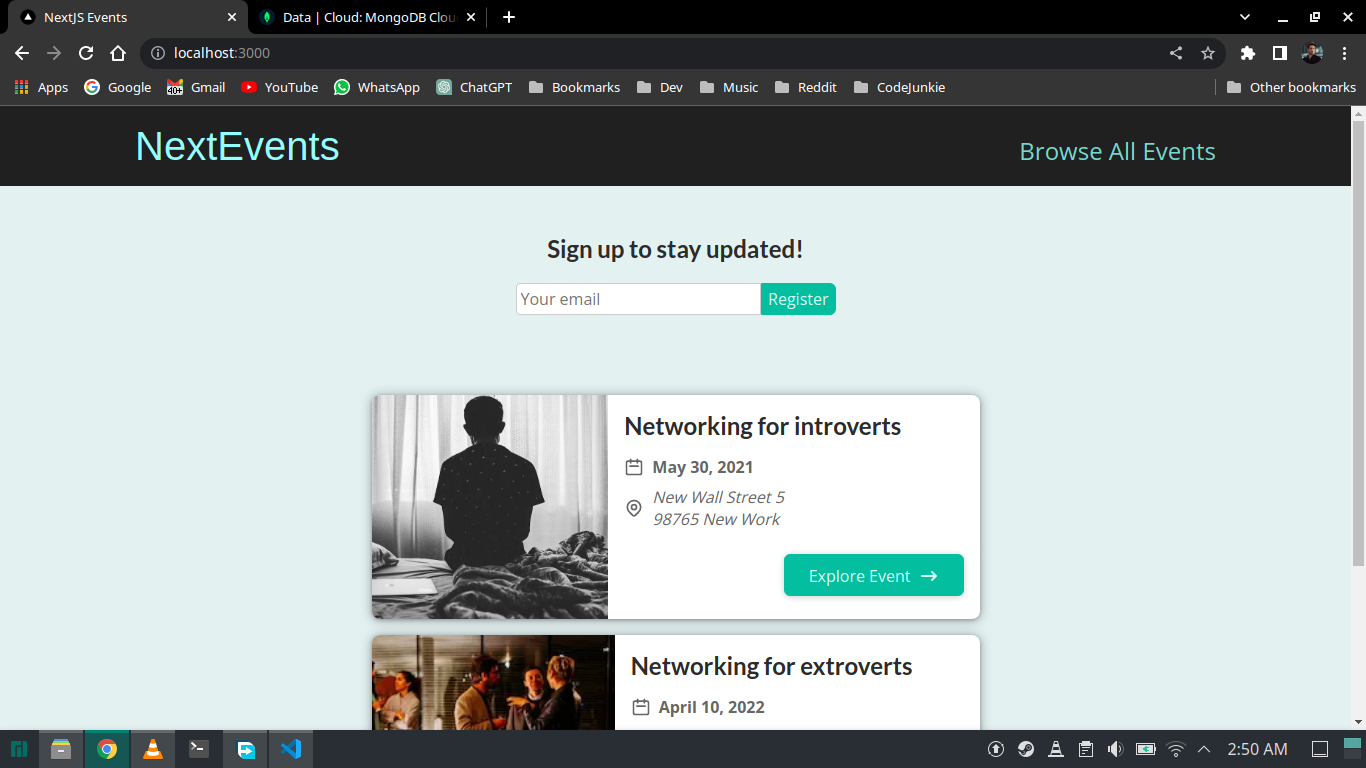 NextJS Events
Data | Cloud: MongoDB Clou
localhost:3000
Apps
Google
40+
Gmail
YouTube
WhatsApp
ChatGPT
Bookmarks
Dev
Music
Reddit
CodeJunkie
Other bookmarks
NextEvents
Browse All Events
Sign up to stay updated!
Your email
Register
Networking for introverts
May 30, 2021
New Wall Street 5
98765 New Work
Explore Event
Networking for extroverts
April 10, 2022
2:50 AM